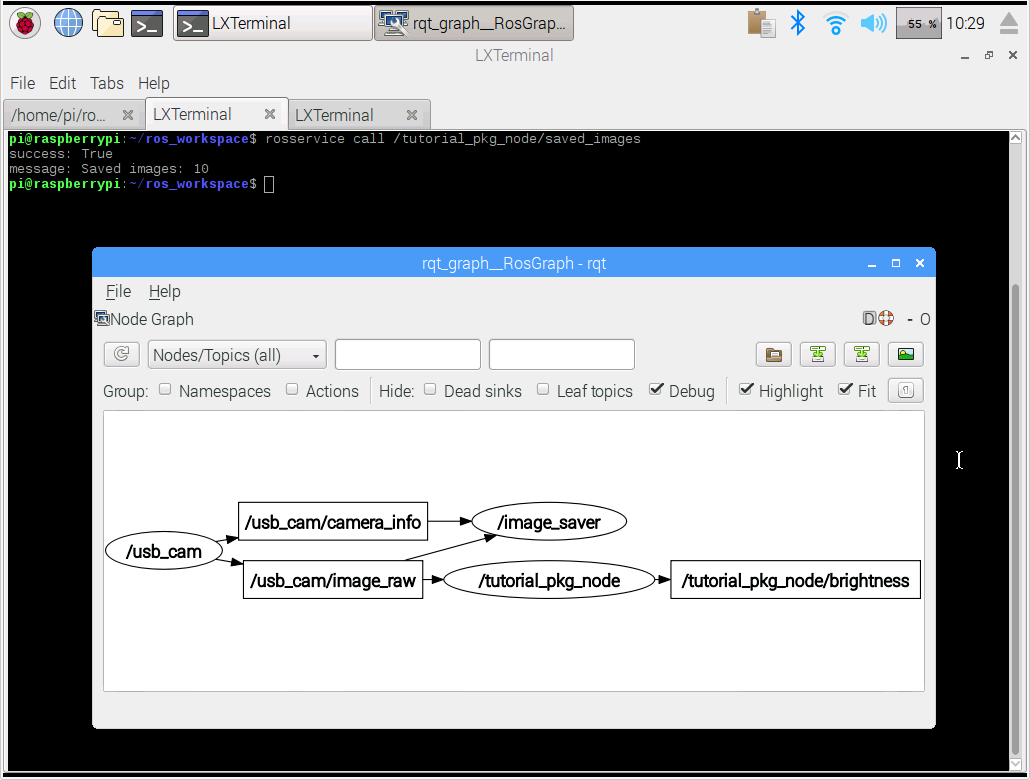 LXTerminal
rqt_graph__RosGrap...
55 %
10:29
LXTerminal
File Edit Tabs Help
/home/pi/ro...
LXTerminal
LXTerminal
pi@raspberrypi:~/ros_workspace$ rosservice call /tutorial_pkg_node/saved_images
success: True
message: Saved images: 10
pi@raspberrypi:~/ros_workspace$
rqt_graph__RosGraph - rqt
File Help
Node Graph
D
- O
Nodes/Topics (all)
Group: Namespaces Actions Hide: Dead sinks Leaf topics Debug Highlight Fit
/usb_cam/camera_info
/image_saver
/usb_cam
/usb_cam/image_raw
/tutorial_pkg_node
/tutorial_pkg_node/brightness